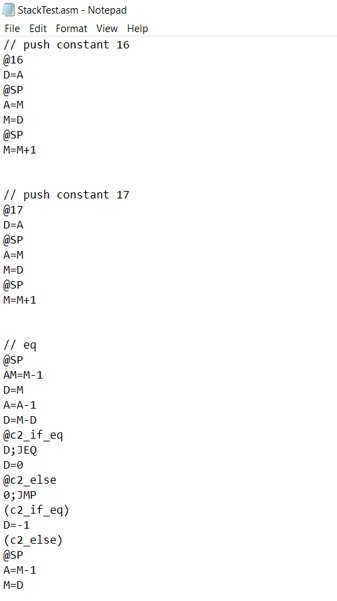 StackTest.asm - Notepad
File Edit Format View Help
// push constant 16
@16
D=A
@SP
A=M
M=D
@SP
M=M+1
// push constant 17
@17
D=A
@SP
A=M
M=D
@SP
M=M+1
// eq
@SP
AM=M-1
D=M
A=A-1
D=M-D
@c2_if_eq
D;JEQ
D=0
@c2_else
0;JMP
(c2_if_eq)
D=-1
(c2_else)
@SP
A=M-1
M=D